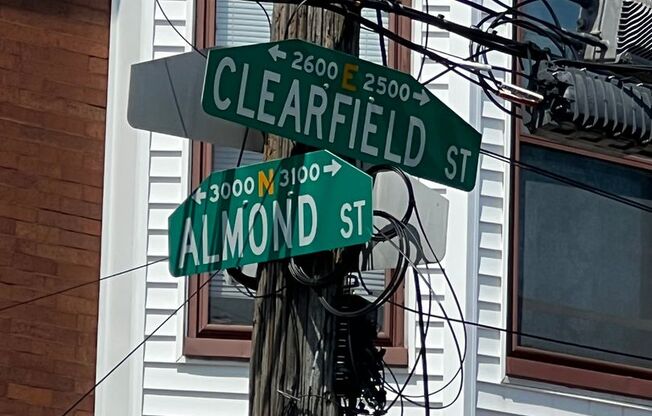 ← 2600 E 2500 →
CLEARFIELD ST
← 3000 N 3100 →
ALMOND ST